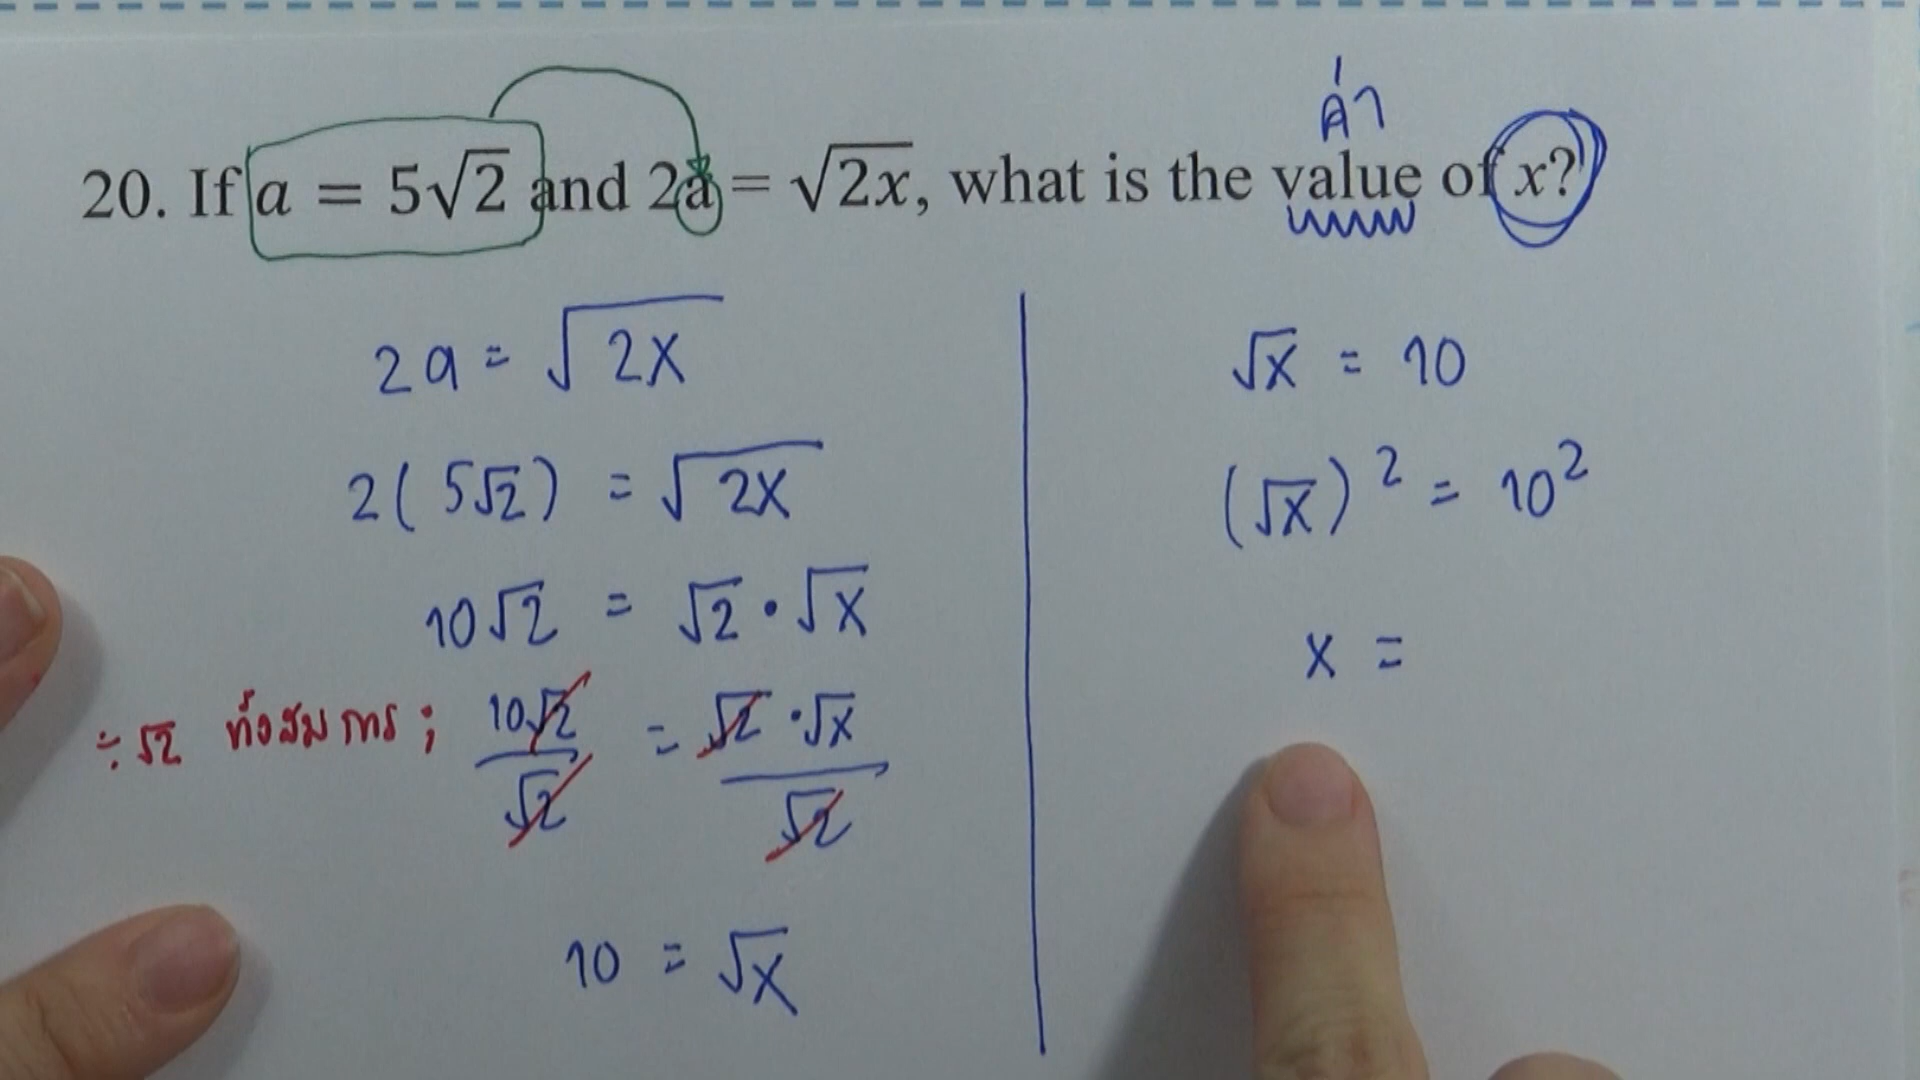 ค่า
20. If a = 5√2 and 2a = √2x, what is the value of x?
2a = √2x
2(5√2) = √2x
10√2 = √2 · √x
÷√2 ทั้งสมการ ; 10√2/√2 = √2 · √x/√2
10 = √x
√x = 10
(√x)² = 10²
x =